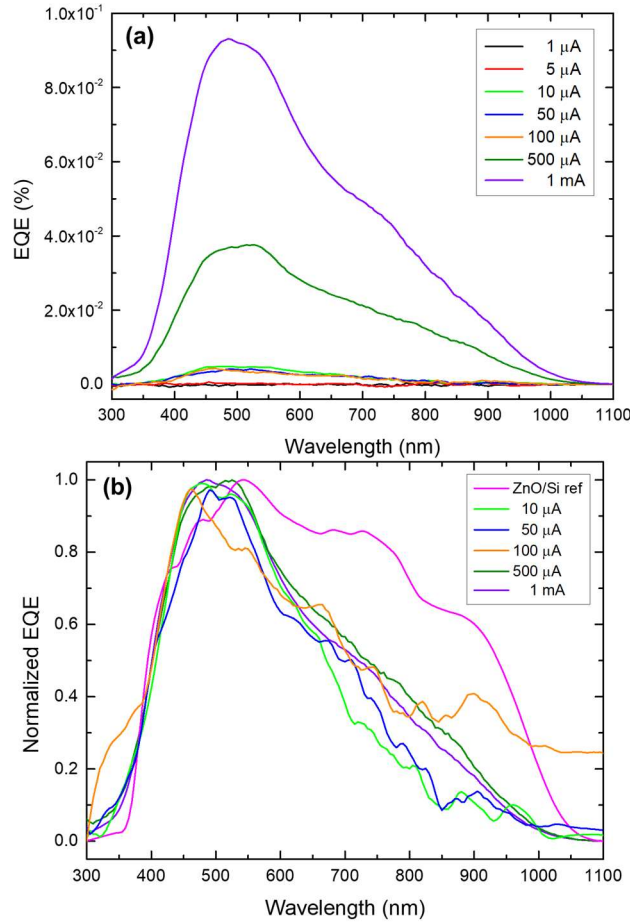 (a)
1.0x10⁻¹
8.0x10⁻²
6.0x10⁻²
4.0x10⁻²
2.0x10⁻²
0.0
EQE (%)
1 μA
5 μA
10 μA
50 μA
100 μA
500 μA
1 mA
300 400 500 600 700 800 900 1000 1100
Wavelength (nm)
(b)
1.0
0.8
0.6
0.4
0.2
0.0
Normalized EQE
ZnO/Si ref
10 μA
50 μA
100 μA
500 μA
1 mA
300 400 500 600 700 800 900 1000 1100
Wavelength (nm)